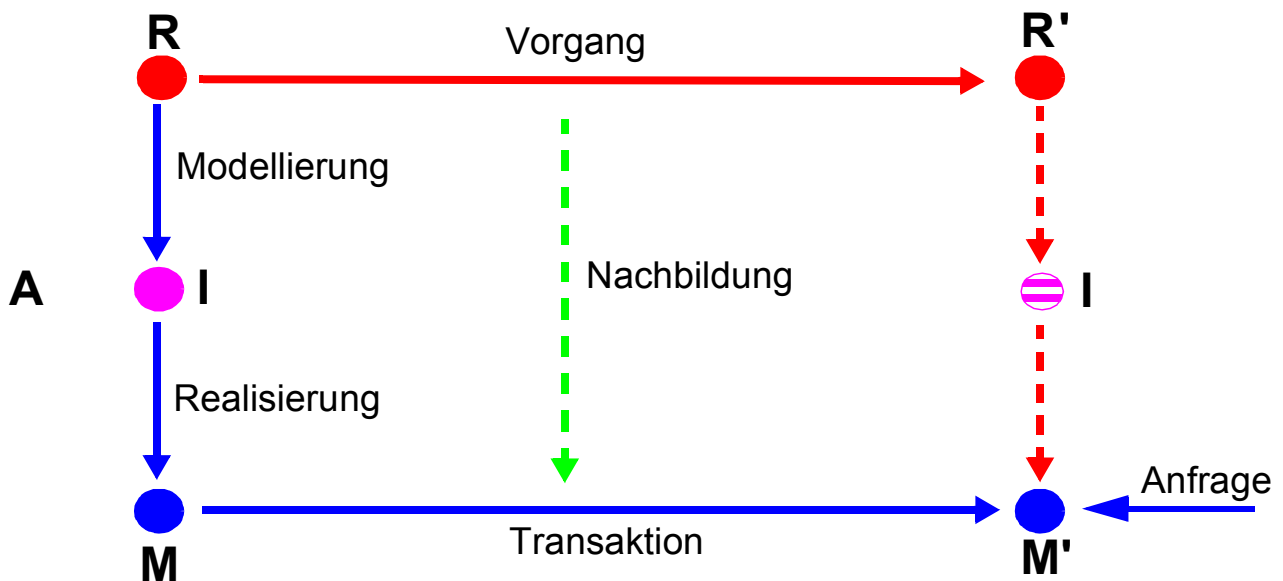 R
R'
Vorgang
Modellierung
A
I
Nachbildung
I
Realisierung
Anfrage
Transaktion
M
M'